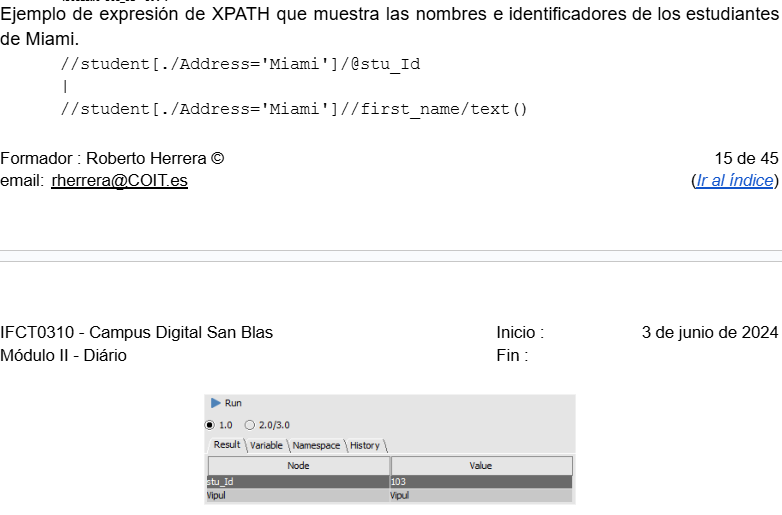 Ejemplo de expresión de XPATH que muestra las nombres e identificadores de los estudiantes
de Miami.
//student[./Address='Miami']/@stu_Id
|
//student[./Address='Miami']//first_name/text()
Formador : Roberto Herrera © 15 de 45
email: rherrera@COIT.es (Ir al índice)
IFCT0310 - Campus Digital San Blas Inicio : 3 de junio de 2024
Módulo II - Diário Fin :
Run
1.0 2.0/3.0
Result Variable Namespace History
Node Value
stu_Id 103
Vipul Vipul